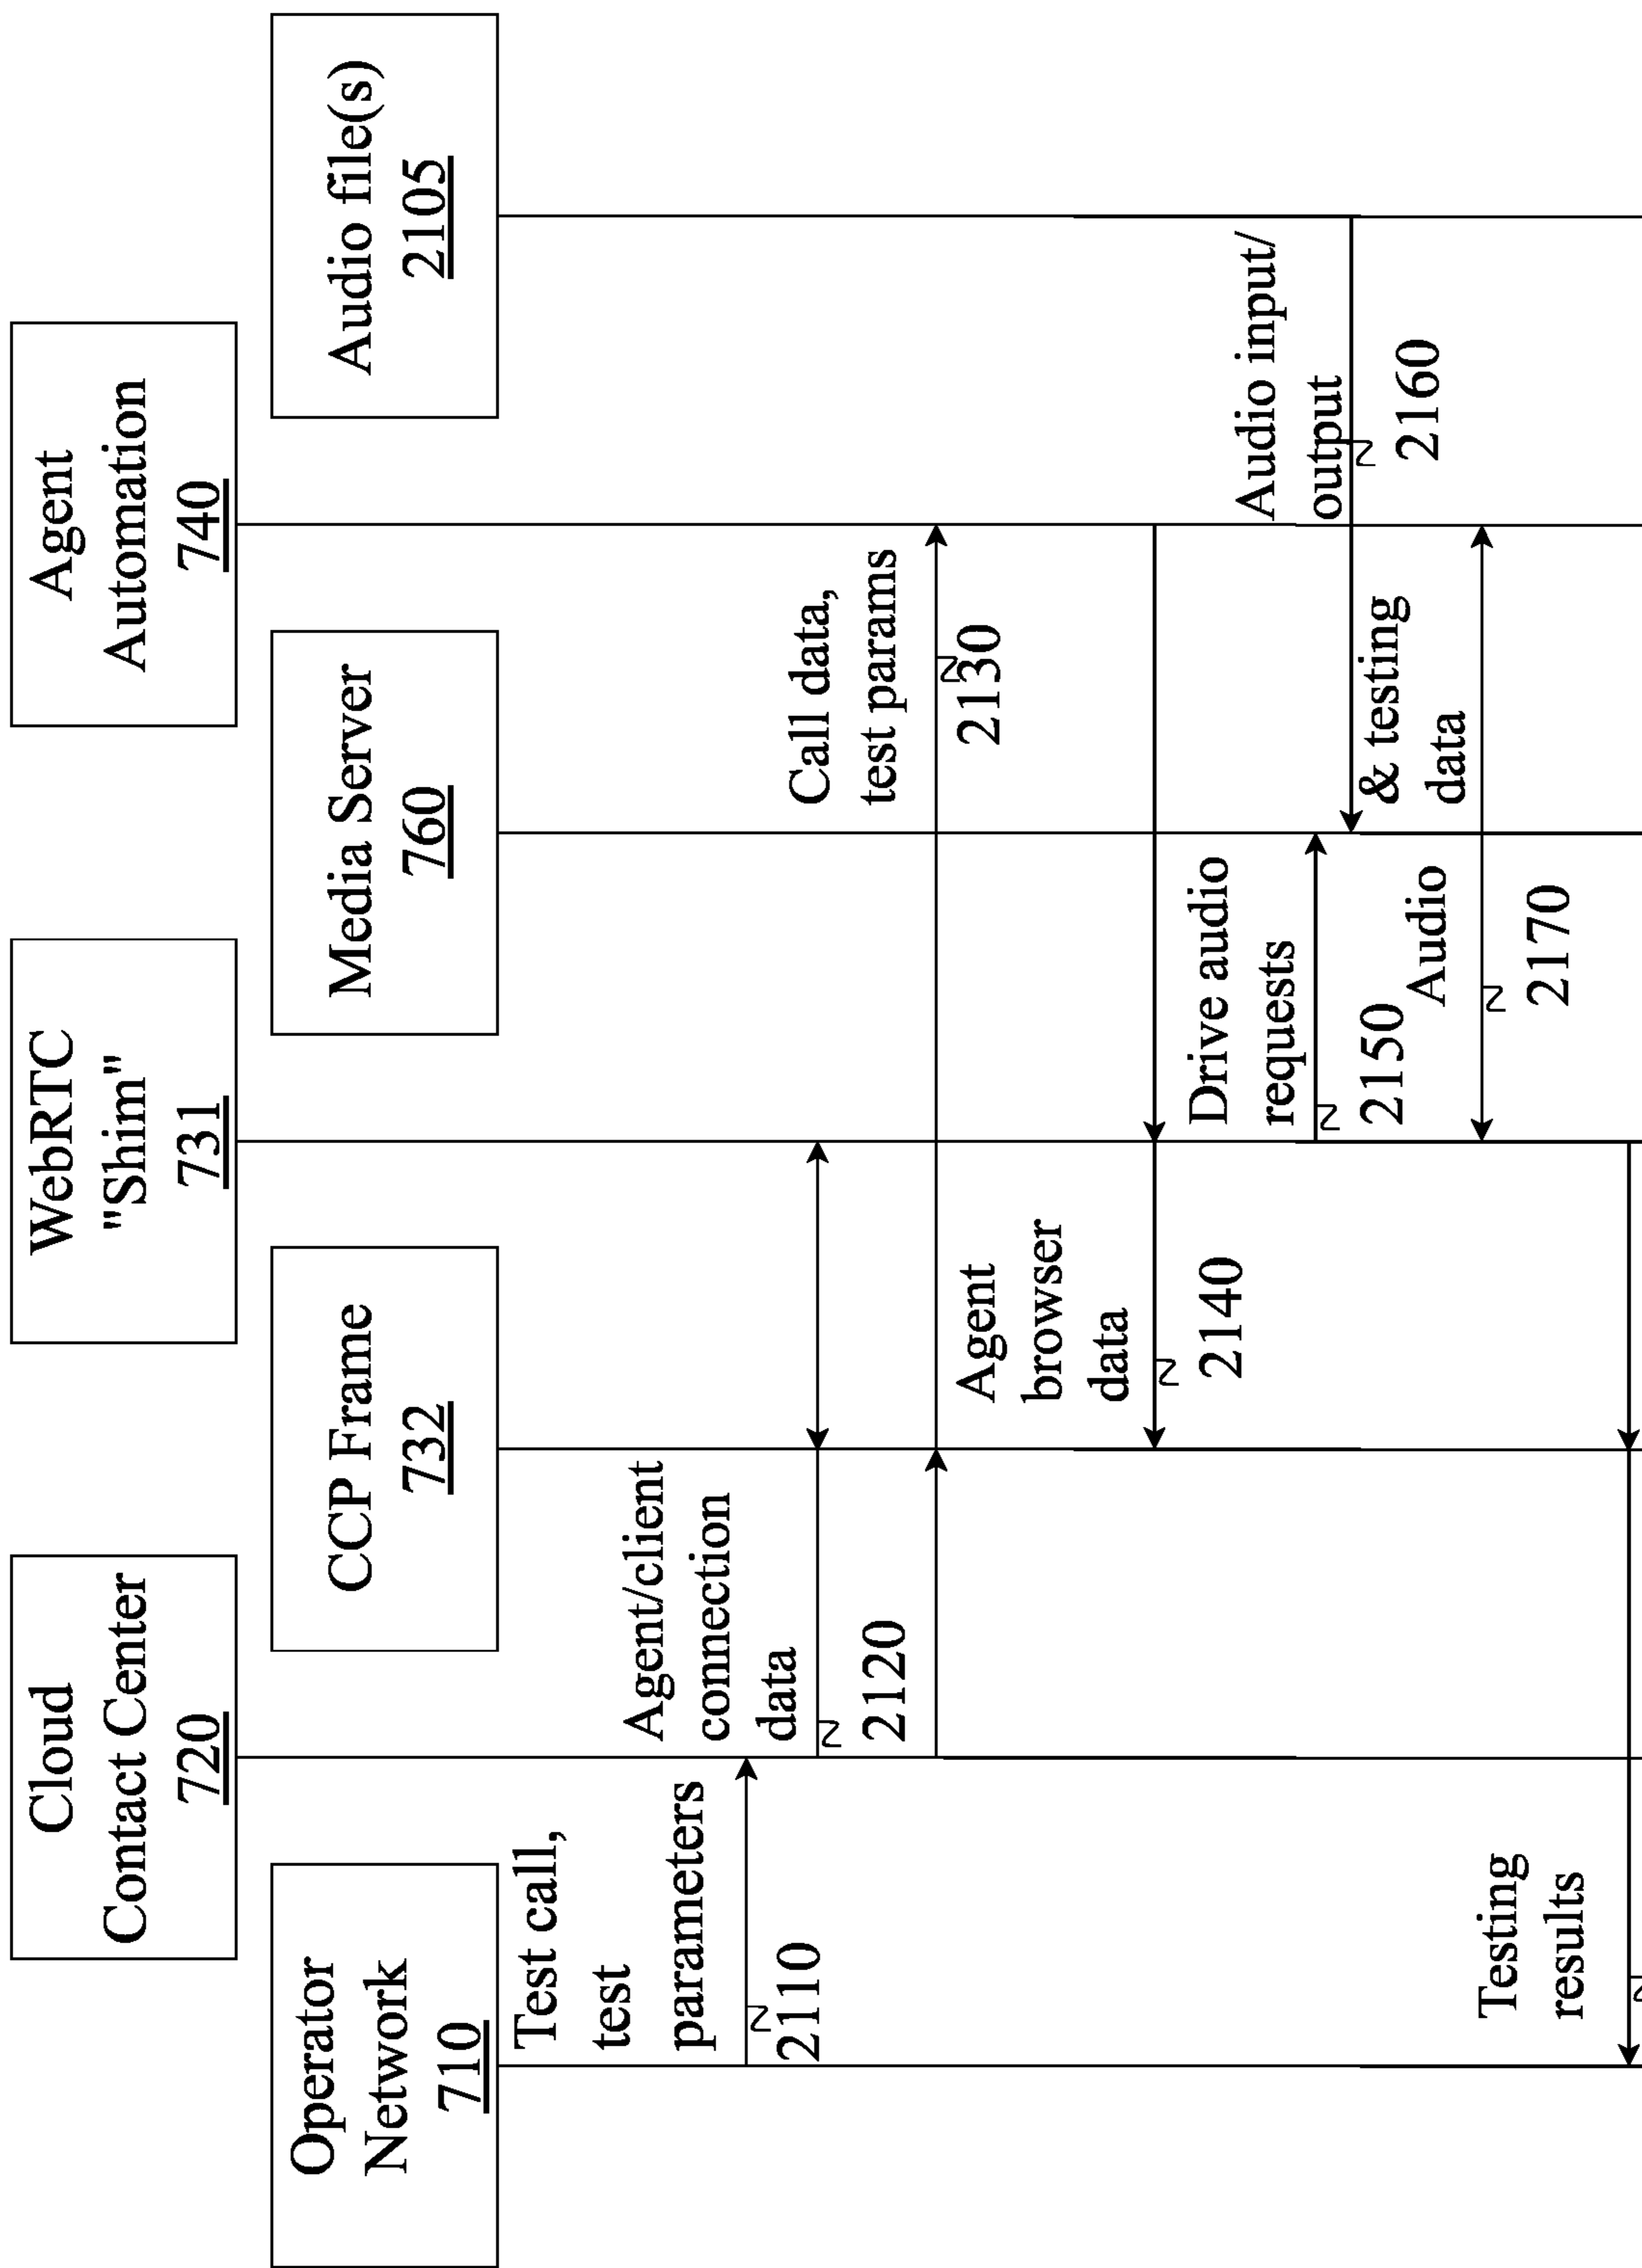 Cloud
Contact Center
720
WebRTC
"Shim"
731
Agent
Automation
740
Operator
Network
710
CCP Frame
732
Media Server
760
Audio file(s)
2105
Test call,
test
parameters
2110
Agent/client
connection
data
2120
Call data,
test params
2130
Agent
browser
data
2140
Drive audio
requests
2150
Audio input/
output
& testing
data
2160
Audio
2170
Testing
results